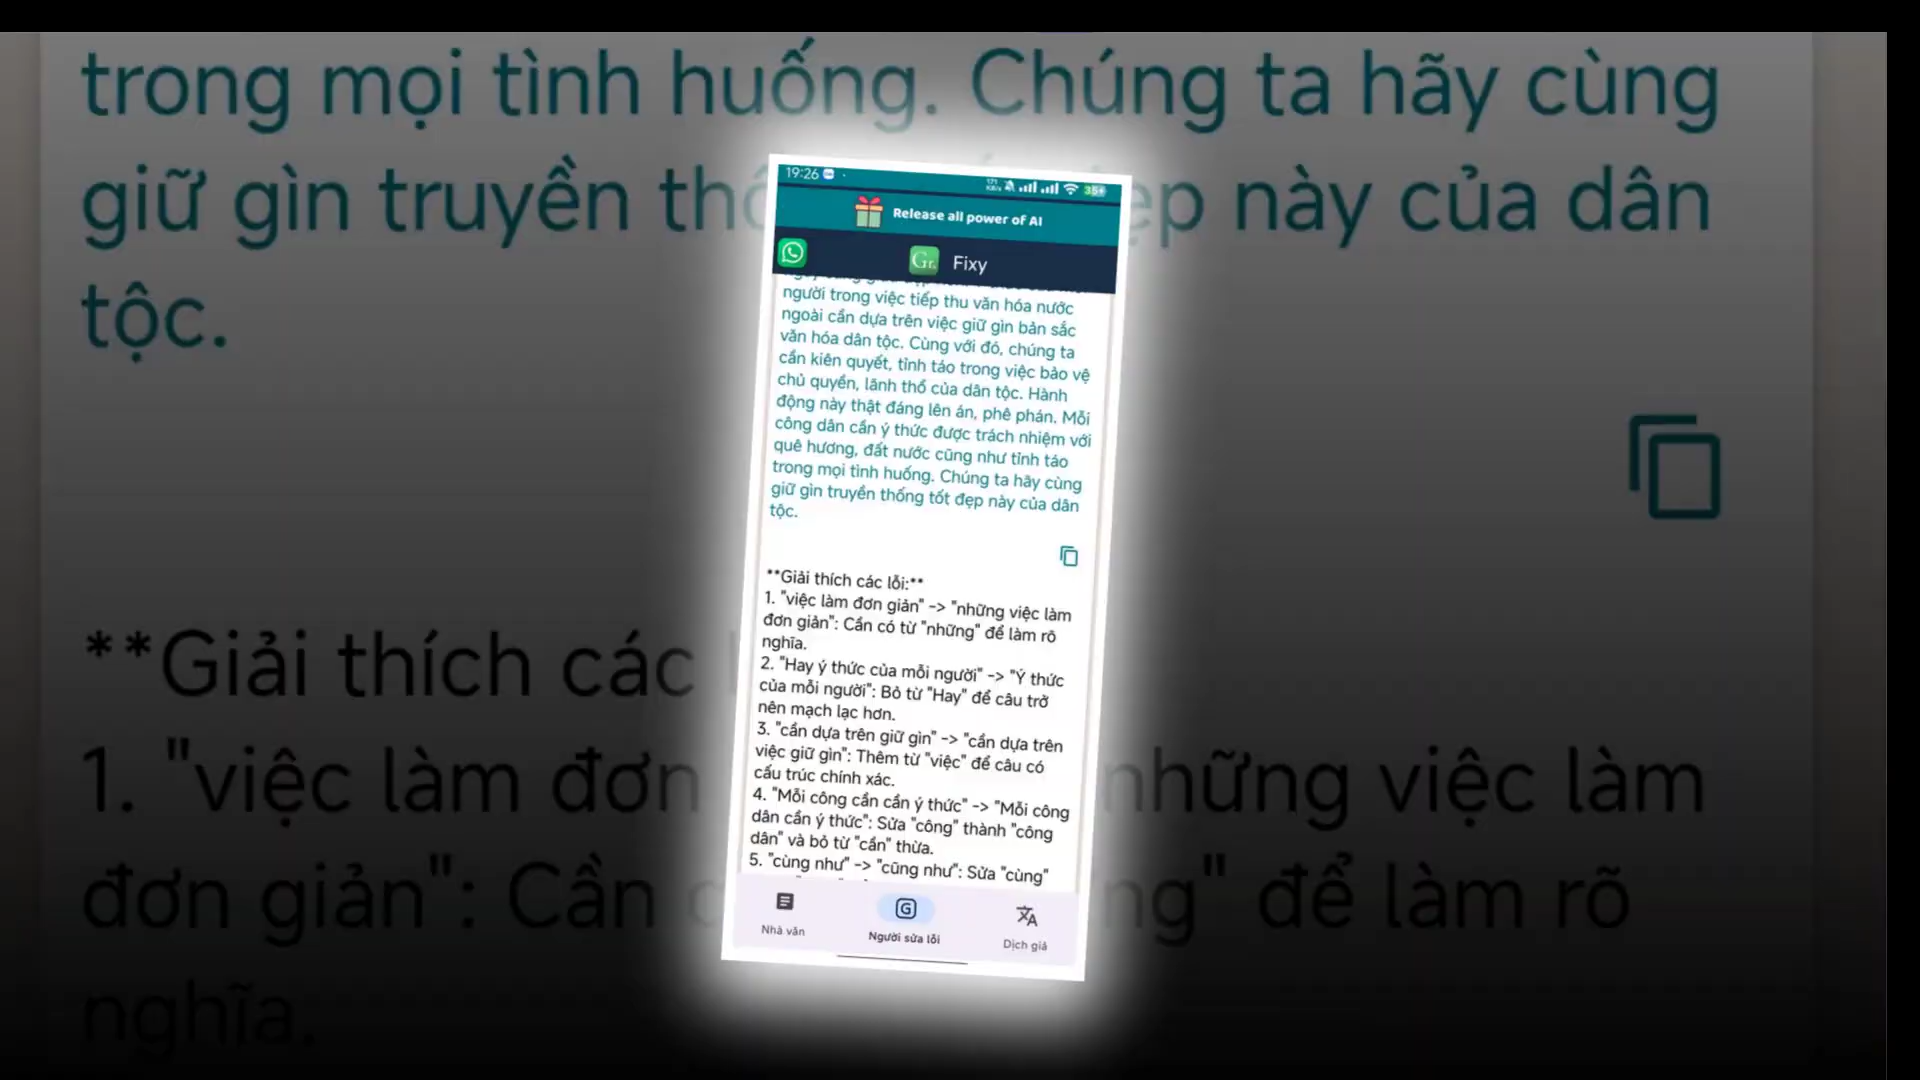 trong mọi tình huống. Chúng ta hãy cùng
giữ gìn truyền thố ẹp này của dân
tộc.
**Giải thích các
1. "việc làm đơn những việc làm
đơn giản": Cần ng" để làm rõ
nghĩa.
19:26
35+
Release all power of AI
Gr.
Fixy
người trong việc tiếp thu văn hóa nước
ngoài cần dựa trên việc giữ gìn bản sắc
văn hóa dân tộc. Cùng với đó, chúng ta
cần kiên quyết, tỉnh táo trong việc bảo vệ
chủ quyền, lãnh thổ của dân tộc. Hành
động này thật đáng lên án, phê phán. Mỗi
công dân cần ý thức được trách nhiệm với
quê hương, đất nước cũng như tỉnh táo
trong mọi tình huống. Chúng ta hãy cùng
giữ gìn truyền thống tốt đẹp này của dân
tộc.
**Giải thích các lỗi:**
1. "việc làm đơn giản" -> "những việc làm
đơn giản": Cần có từ "những" để làm rõ
nghĩa.
2. "Hay ý thức của mỗi người" -> "Ý thức
của mỗi người": Bỏ từ "Hay" để câu trở
nên mạch lạc hơn.
3. "cần dựa trên giữ gìn" -> "cần dựa trên
việc giữ gìn": Thêm từ "việc" để câu có
cấu trúc chính xác.
4. "Mỗi công cần cần ý thức" -> "Mỗi công
dân cần ý thức": Sửa "công" thành "công
dân" và bỏ từ "cần" thừa.
5. "cùng như" -> "cũng như": Sửa "cùng"
Nhà văn
Người sửa lỗi
Dịch giả